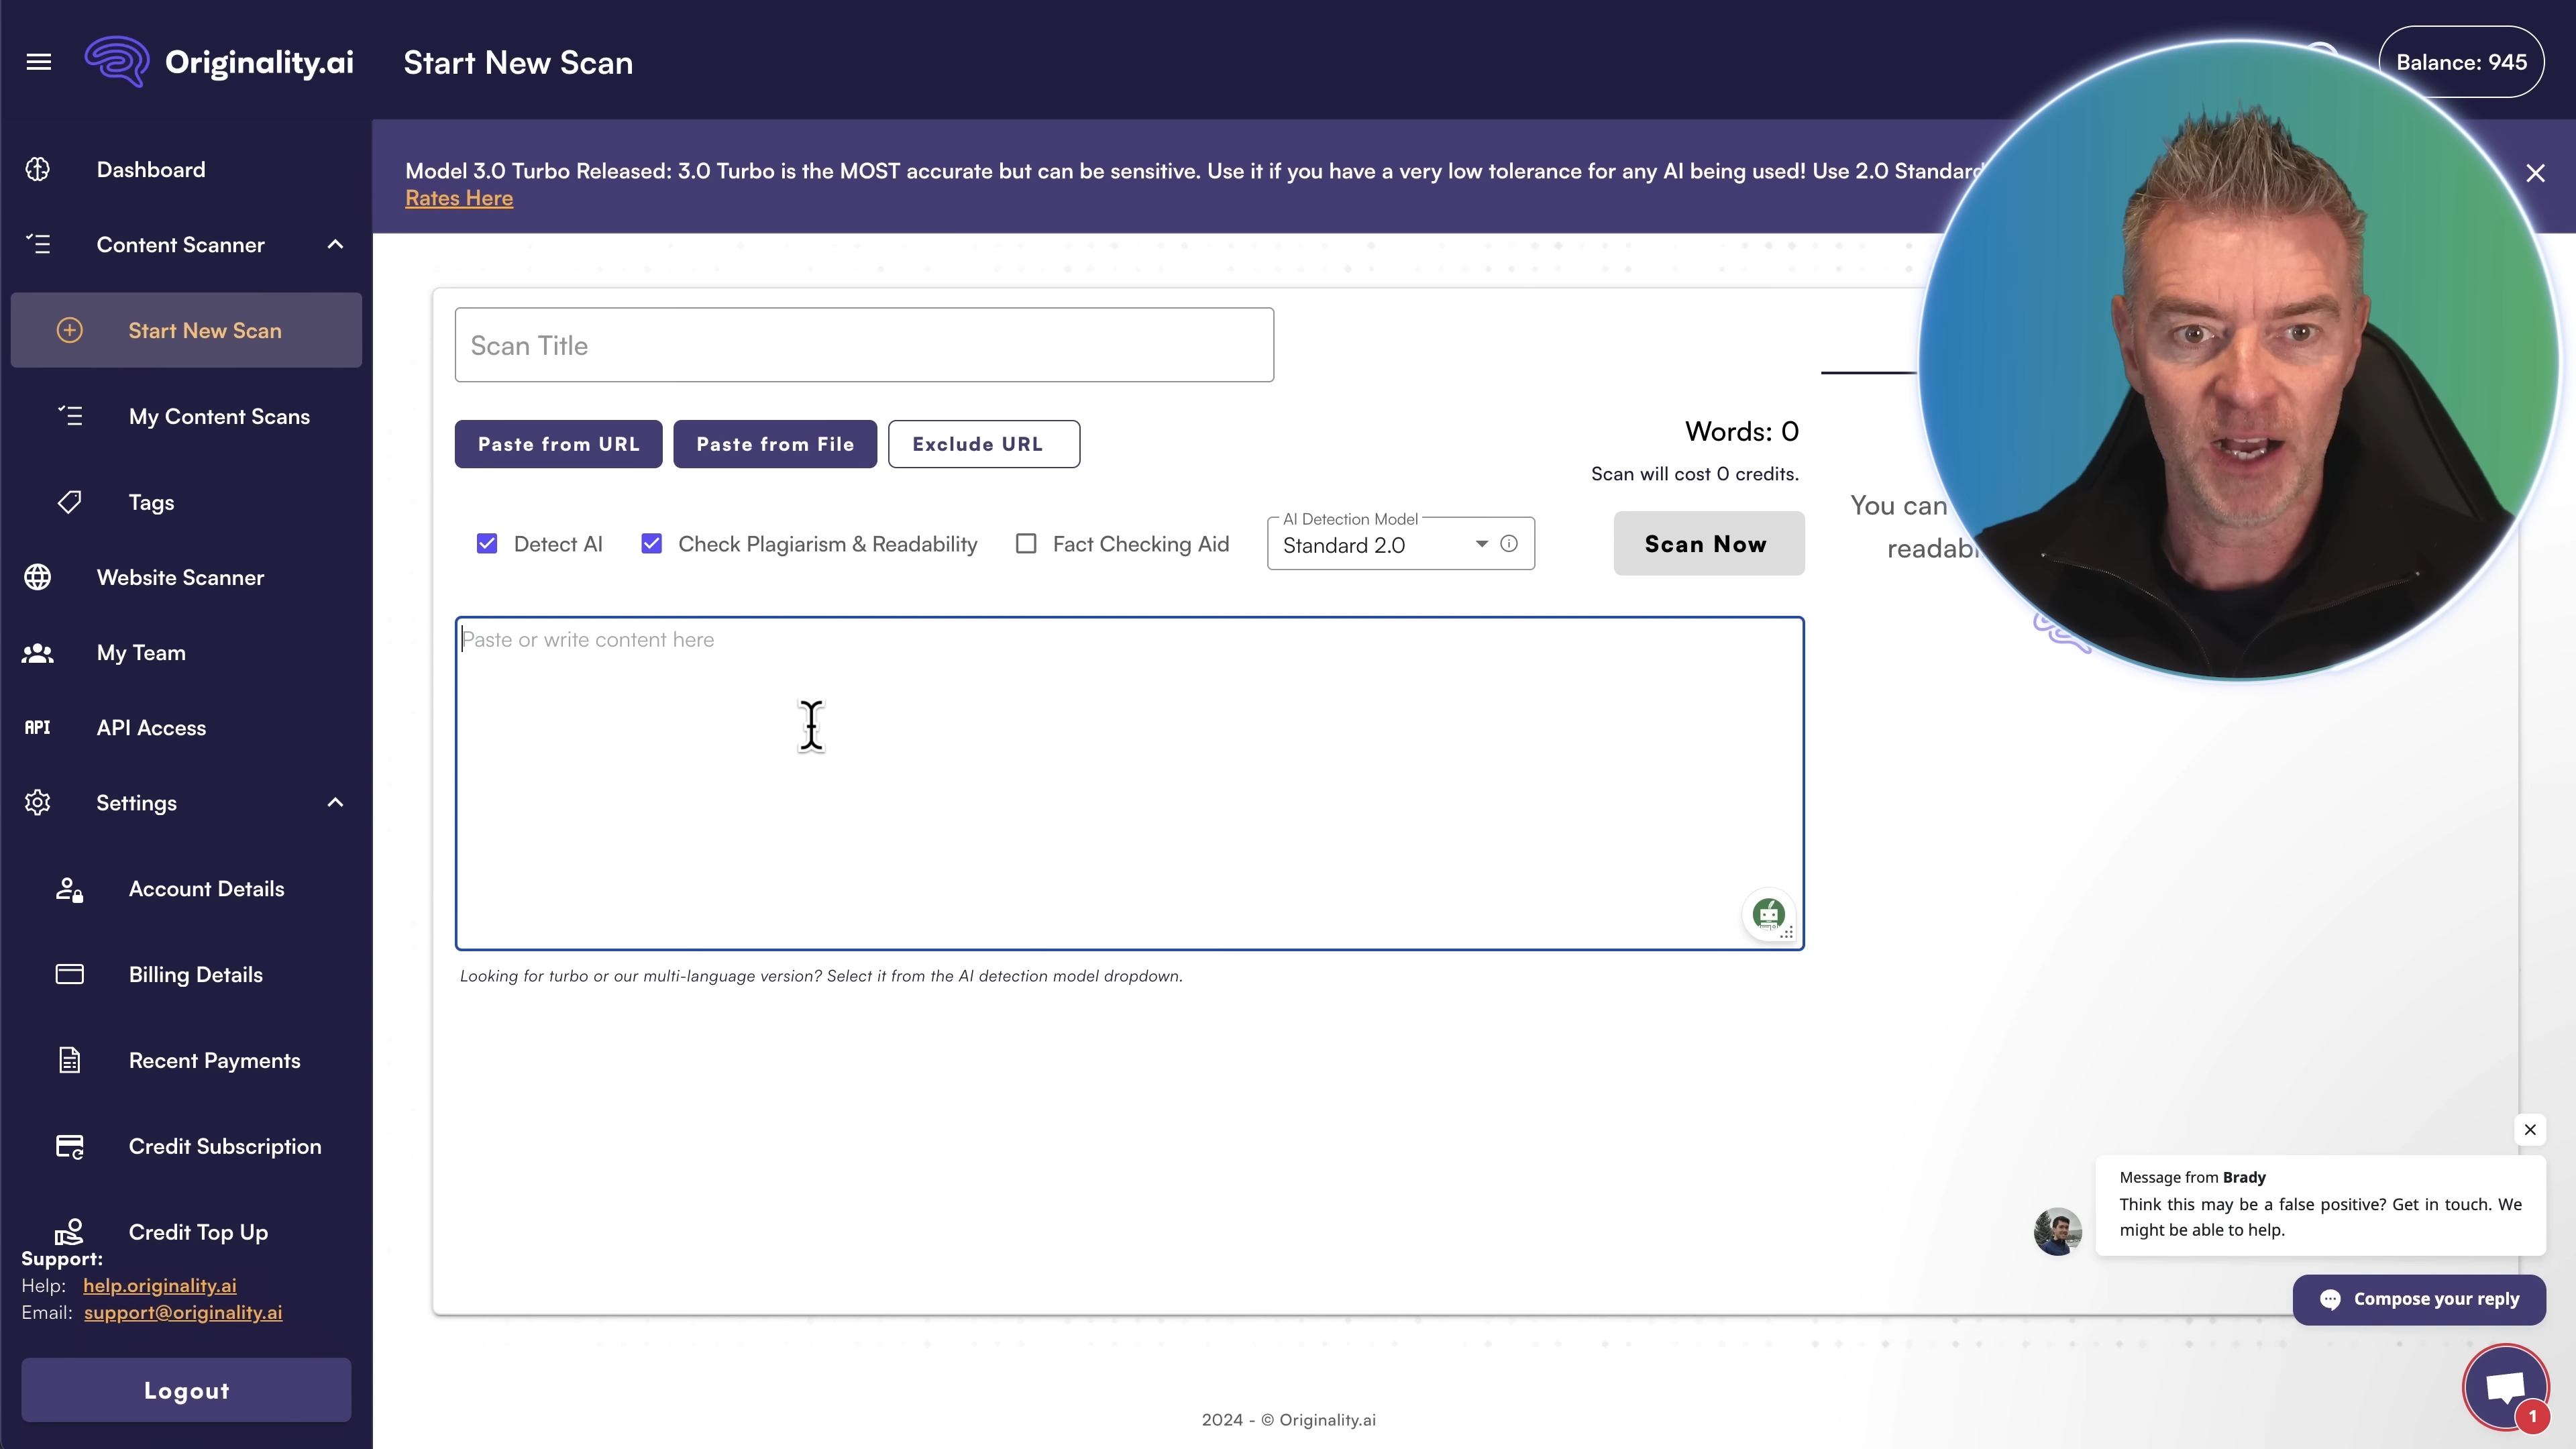 Originality.ai
Start New Scan
Balance: 945
Dashboard
Content Scanner
Start New Scan
My Content Scans
Tags
Website Scanner
My Team
API API Access
Settings
Account Details
Billing Details
Recent Payments
Credit Subscription
Credit Top Up
Support:
Help: help.originality.ai
Email: support@originality.ai
Logout
Model 3.0 Turbo Released: 3.0 Turbo is the MOST accurate but can be sensitive. Use it if you have a very low tolerance for any AI being used! Use 2.0 Standard
Rates Here
Scan Title
Paste from URL Paste from File Exclude URL
Words: 0
Scan will cost 0 credits.
Detect AI Check Plagiarism & Readability Fact Checking Aid
AI Detection Model
Standard 2.0
Scan Now
Paste or write content here
Looking for turbo or our multi-language version? Select it from the AI detection model dropdown.
You can
Message from Brady
Think this may be a false positive? Get in touch. We
might be able to help.
Compose your reply
1
2024 - © Originality.ai